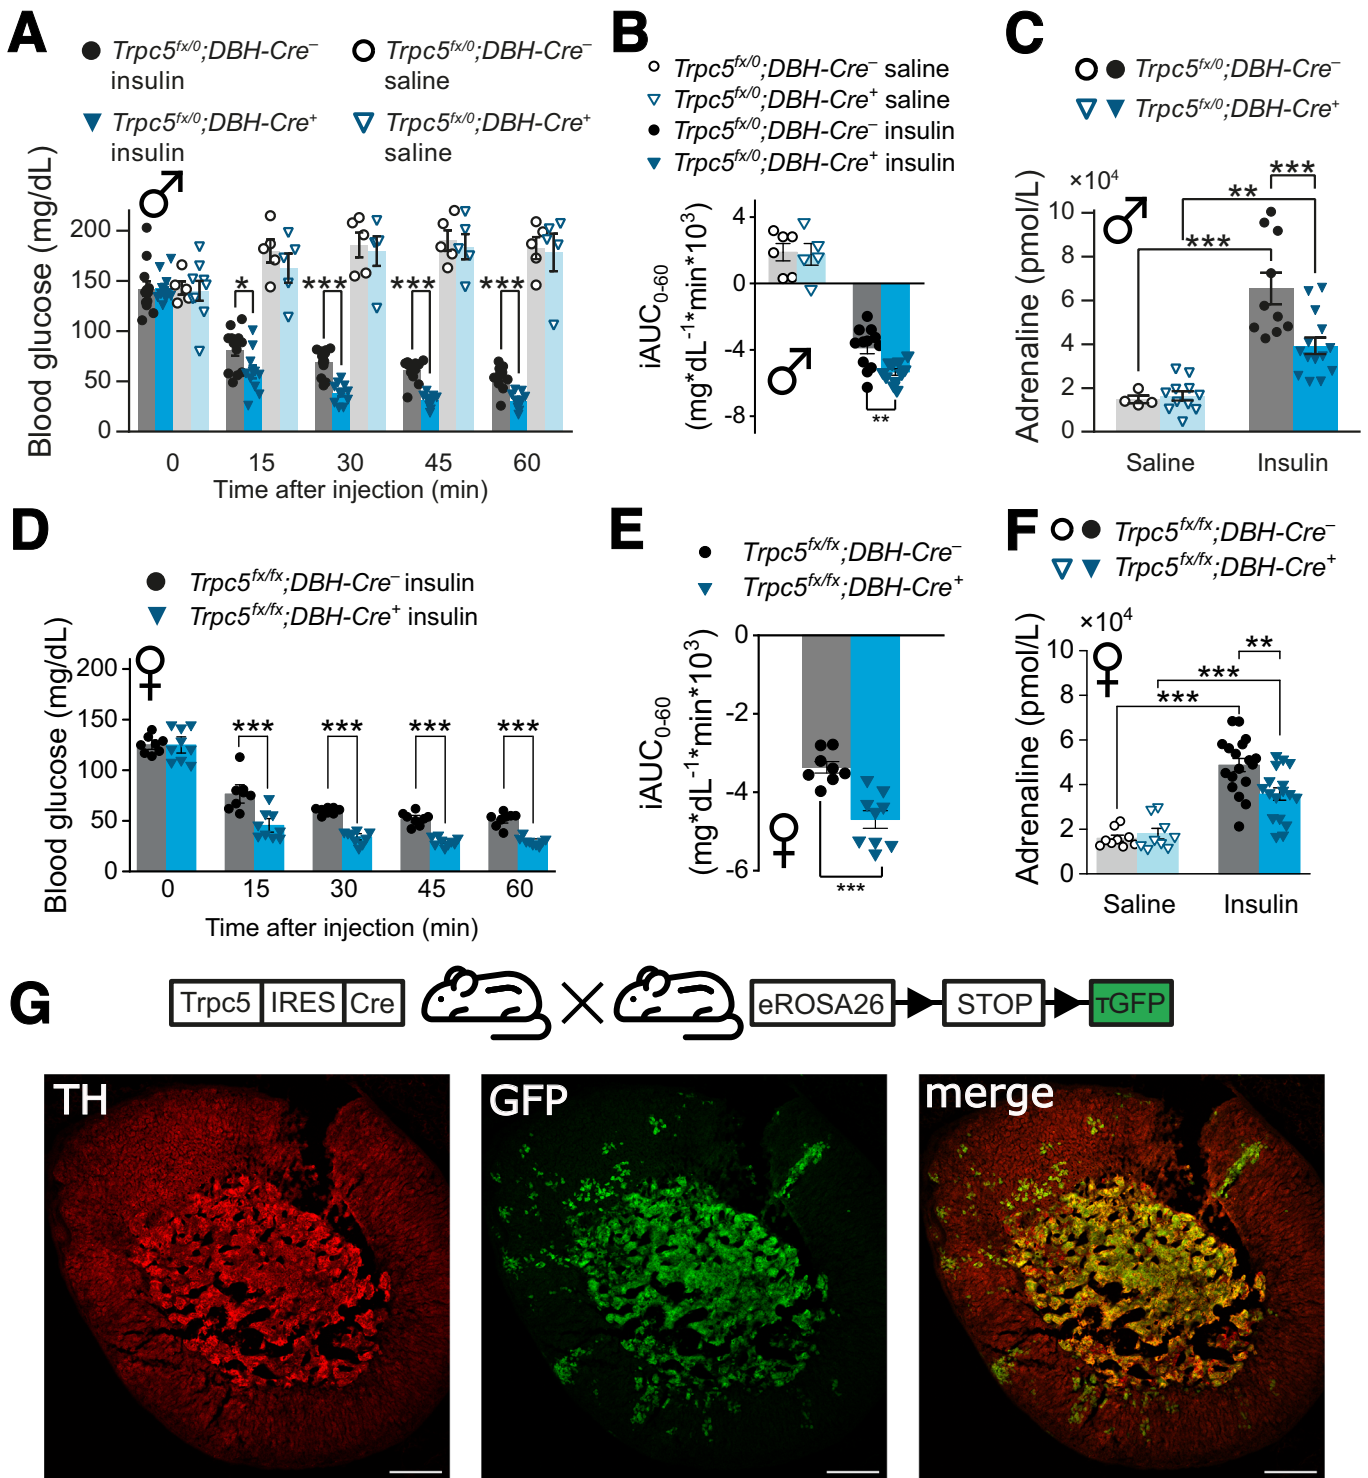 A
Trpc5fx/0;DBH-Cre– insulin
Trpc5fx/0;DBH-Cre– saline
Trpc5fx/0;DBH-Cre+ insulin
Trpc5fx/0;DBH-Cre+ saline
♂
Blood glucose (mg/dL)
200
150
100
50
0
*
***
***
***
0 15 30 45 60
Time after injection (min)
B
Trpc5fx/0;DBH-Cre– saline
Trpc5fx/0;DBH-Cre+ saline
Trpc5fx/0;DBH-Cre– insulin
Trpc5fx/0;DBH-Cre+ insulin
iAUC0-60
(mg*dL-1*min*103)
4
0
-4
-8
♂
**
C
Trpc5fx/0;DBH-Cre–
Trpc5fx/0;DBH-Cre+
×104
Adrenaline (pmol/L)
10
8
6
4
2
0
♂
***
**
***
Saline Insulin
D
Trpc5fx/fx;DBH-Cre– insulin
Trpc5fx/fx;DBH-Cre+ insulin
♀
Blood glucose (mg/dL)
200
150
100
50
0
*** *** *** ***
0 15 30 45 60
Time after injection (min)
E
Trpc5fx/fx;DBH-Cre–
Trpc5fx/fx;DBH-Cre+
iAUC0-60
(mg*dL-1*min*103)
0
-2
-4
-6
♀
***
F
Trpc5fx/fx;DBH-Cre–
Trpc5fx/fx;DBH-Cre+
×104
Adrenaline (pmol/L)
10
8
6
4
2
0
♀
**
***
***
Saline Insulin
G
Trpc5 IRES Cre
eROSA26 STOP τGFP
TH
GFP
merge